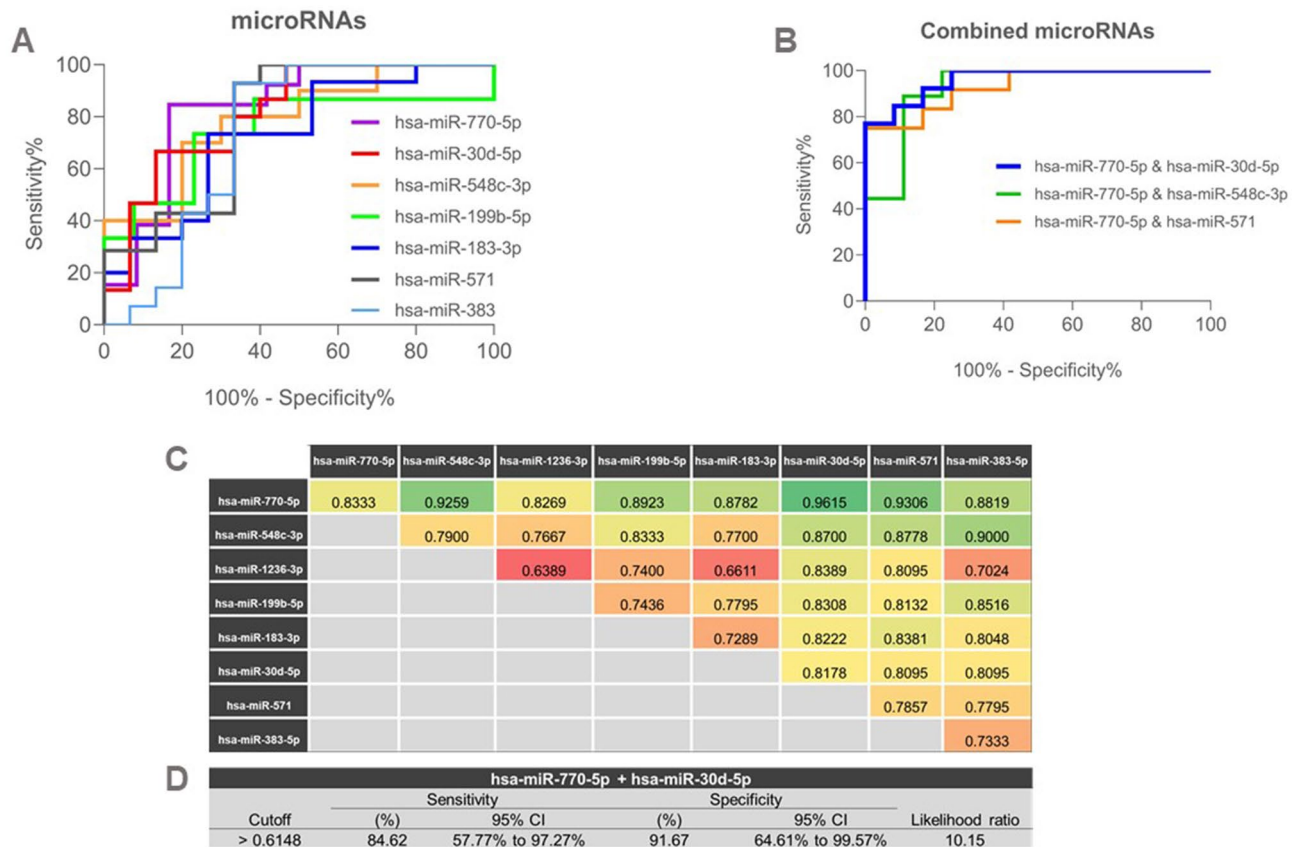 A
microRNAs
Sensitivity%
100
80
60
40
20
0
0 20 40 60 80 100
100% - Specificity%
hsa-miR-770-5p
hsa-miR-30d-5p
hsa-miR-548c-3p
hsa-miR-199b-5p
hsa-miR-183-3p
hsa-miR-571
hsa-miR-383
B
Combined microRNAs
Sensitivity%
100
80
60
40
20
0
0 20 40 60 80 100
100% - Specificity%
hsa-miR-770-5p & hsa-miR-30d-5p
hsa-miR-770-5p & hsa-miR-548c-3p
hsa-miR-770-5p & hsa-miR-571
C
hsa-miR-770-5p hsa-miR-548c-3p hsa-miR-1236-3p hsa-miR-199b-5p hsa-miR-183-3p hsa-miR-30d-5p hsa-miR-571 hsa-miR-383-5p
hsa-miR-770-5p 0.8333 0.9259 0.8269 0.8923 0.8782 0.9615 0.9306 0.8819
hsa-miR-548c-3p 0.7900 0.7667 0.8333 0.7700 0.8700 0.8778 0.9000
hsa-miR-1236-3p 0.6389 0.7400 0.6611 0.8389 0.8095 0.7024
hsa-miR-199b-5p 0.7436 0.7795 0.8308 0.8132 0.8516
hsa-miR-183-3p 0.7289 0.8222 0.8381 0.8048
hsa-miR-30d-5p 0.8178 0.8095 0.8095
hsa-miR-571 0.7857 0.7795
hsa-miR-383-5p 0.7333
D
hsa-miR-770-5p + hsa-miR-30d-5p
Sensitivity Specificity
Cutoff (%) 95% CI (%) 95% CI Likelihood ratio
> 0.6148 84.62 57.77% to 97.27% 91.67 64.61% to 99.57% 10.15